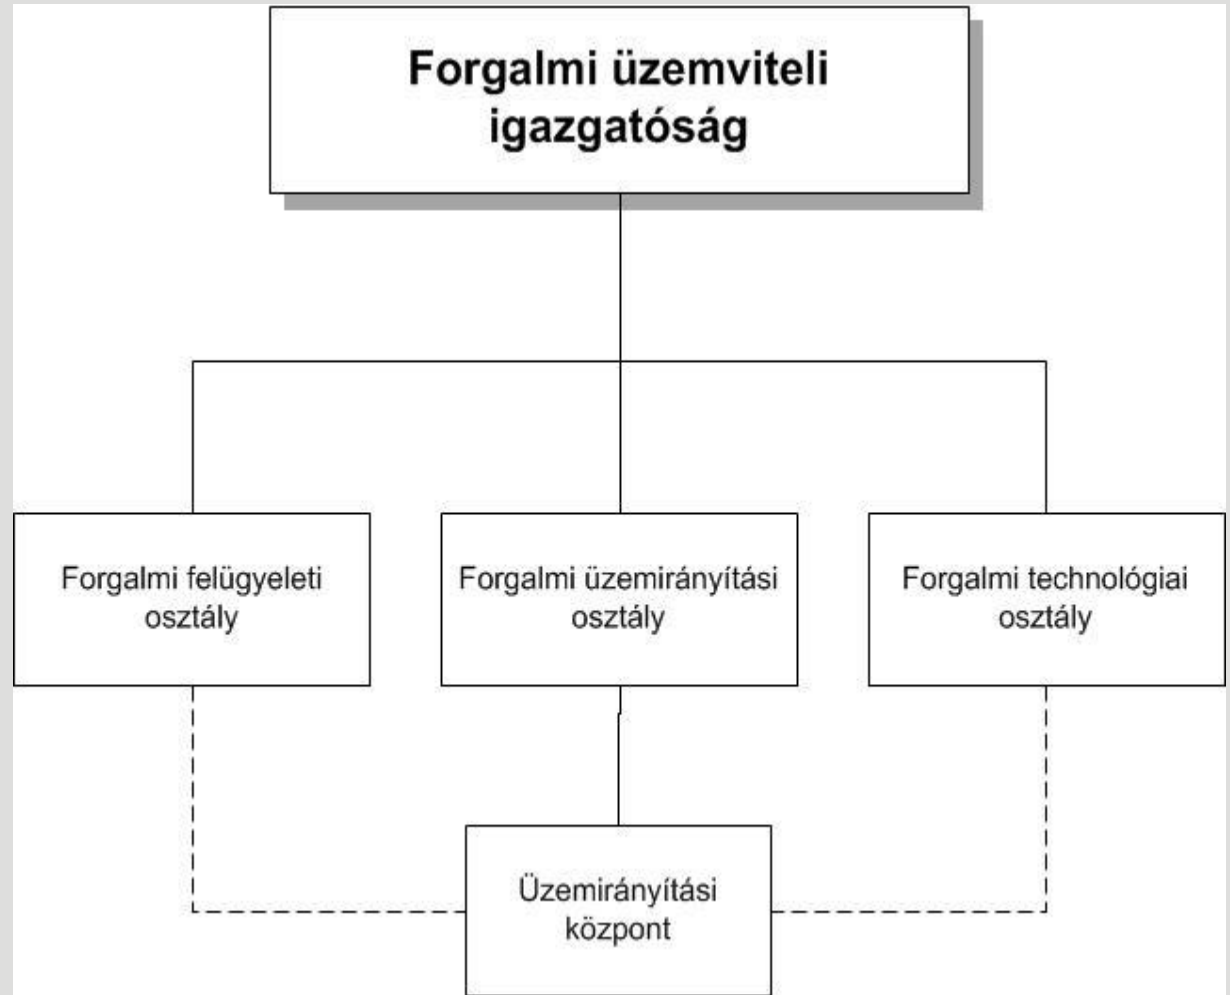 Forgalmi üzemviteli
igazgatóság
Forgalmi felügyeleti
osztály
Forgalmi üzemirányítási
osztály
Forgalmi technológiai
osztály
Üzemirányítási
központ